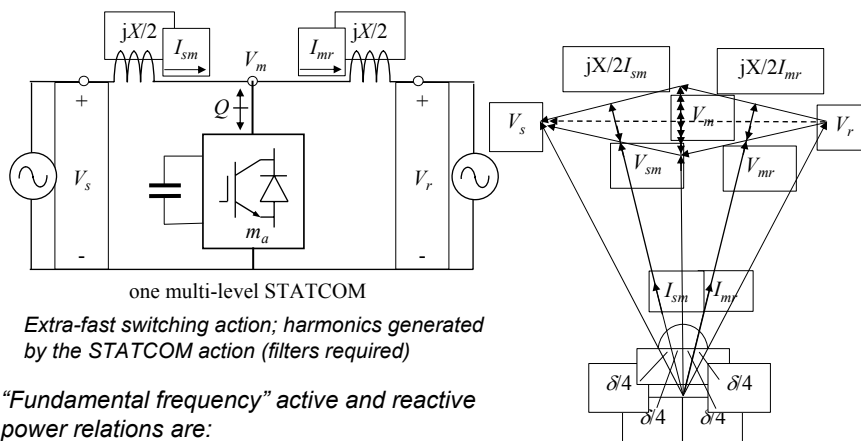 jX/2
I_sm
V_m
I_mr
jX/2
+
Q
+
V_s
V_r
m_a
-
-
one multi-level STATCOM
Extra-fast switching action; harmonics generated
by the STATCOM action (filters required)
"Fundamental frequency" active and reactive
power relations are:
jX/2I_sm
jX/2I_mr
V_s
V_m
V_r
V_sm
V_mr
I_sm
I_mr
δ/4
δ/4
δ/4
δ/4